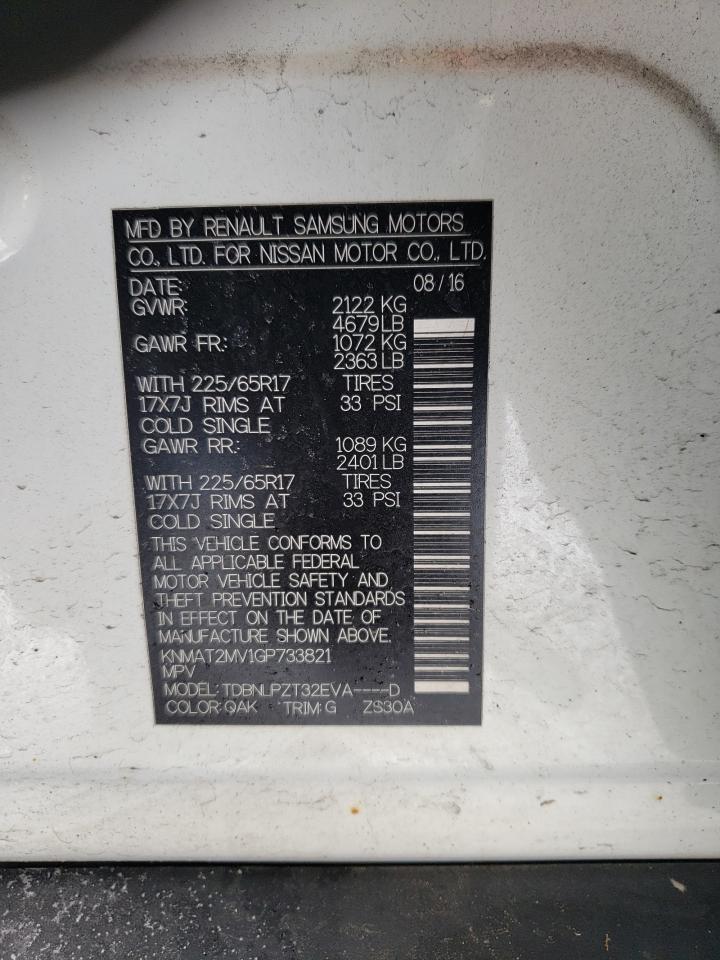 MFD BY RENAULT SAMSUNG MOTORS
CO., LTD. FOR NISSAN MOTOR CO., LTD.
DATE: 08/16
GVWR: 2122 KG
4679 LB
GAWR FR: 1072 KG
2363 LB
WITH 225/65R17 TIRES
17X7J RIMS AT 33 PSI
COLD SINGLE
GAWR RR: 1089 KG
2401 LB
WITH 225/65R17 TIRES
17X7J RIMS AT 33 PSI
COLD SINGLE
THIS VEHICLE CONFORMS TO
ALL APPLICABLE FEDERAL
MOTOR VEHICLE SAFETY AND
THEFT PREVENTION STANDARDS
IN EFFECT ON THE DATE OF
MANUFACTURE SHOWN ABOVE.
KNMAT2MV1GP733821
MPV
MODEL: TDBNLPZT32EVA----D
COLOR: QAK TRIM: G ZS30A